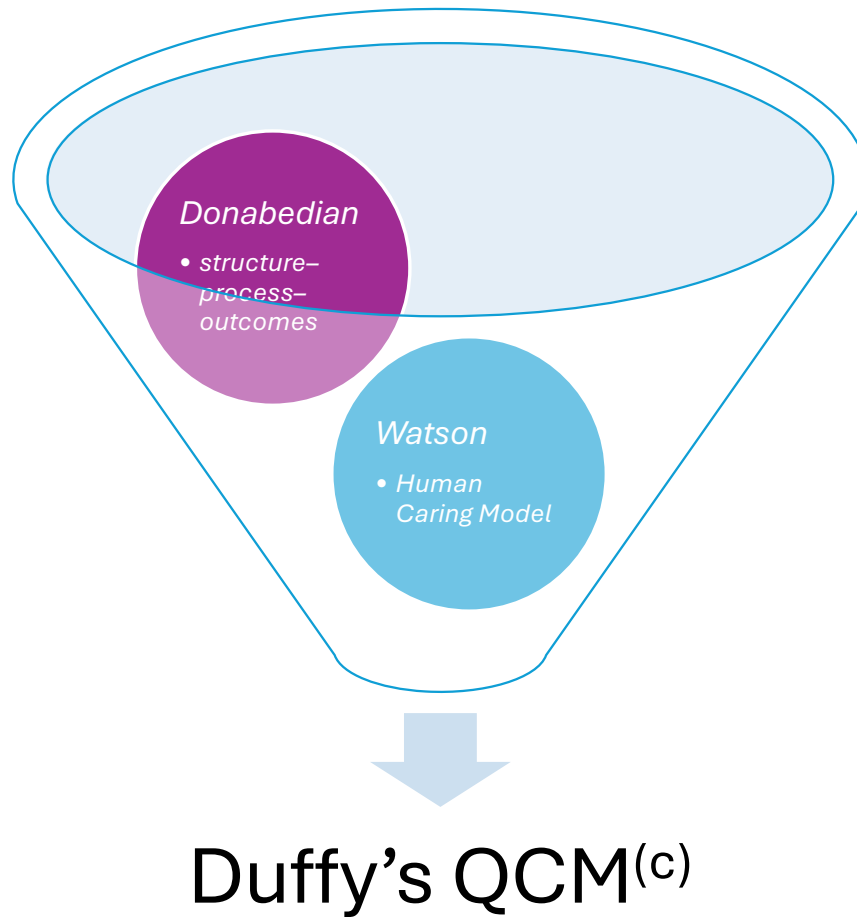 Donabedian
• structure–
process–
outcomes
Watson
• Human
Caring Model
Duffy’s QCM(c)